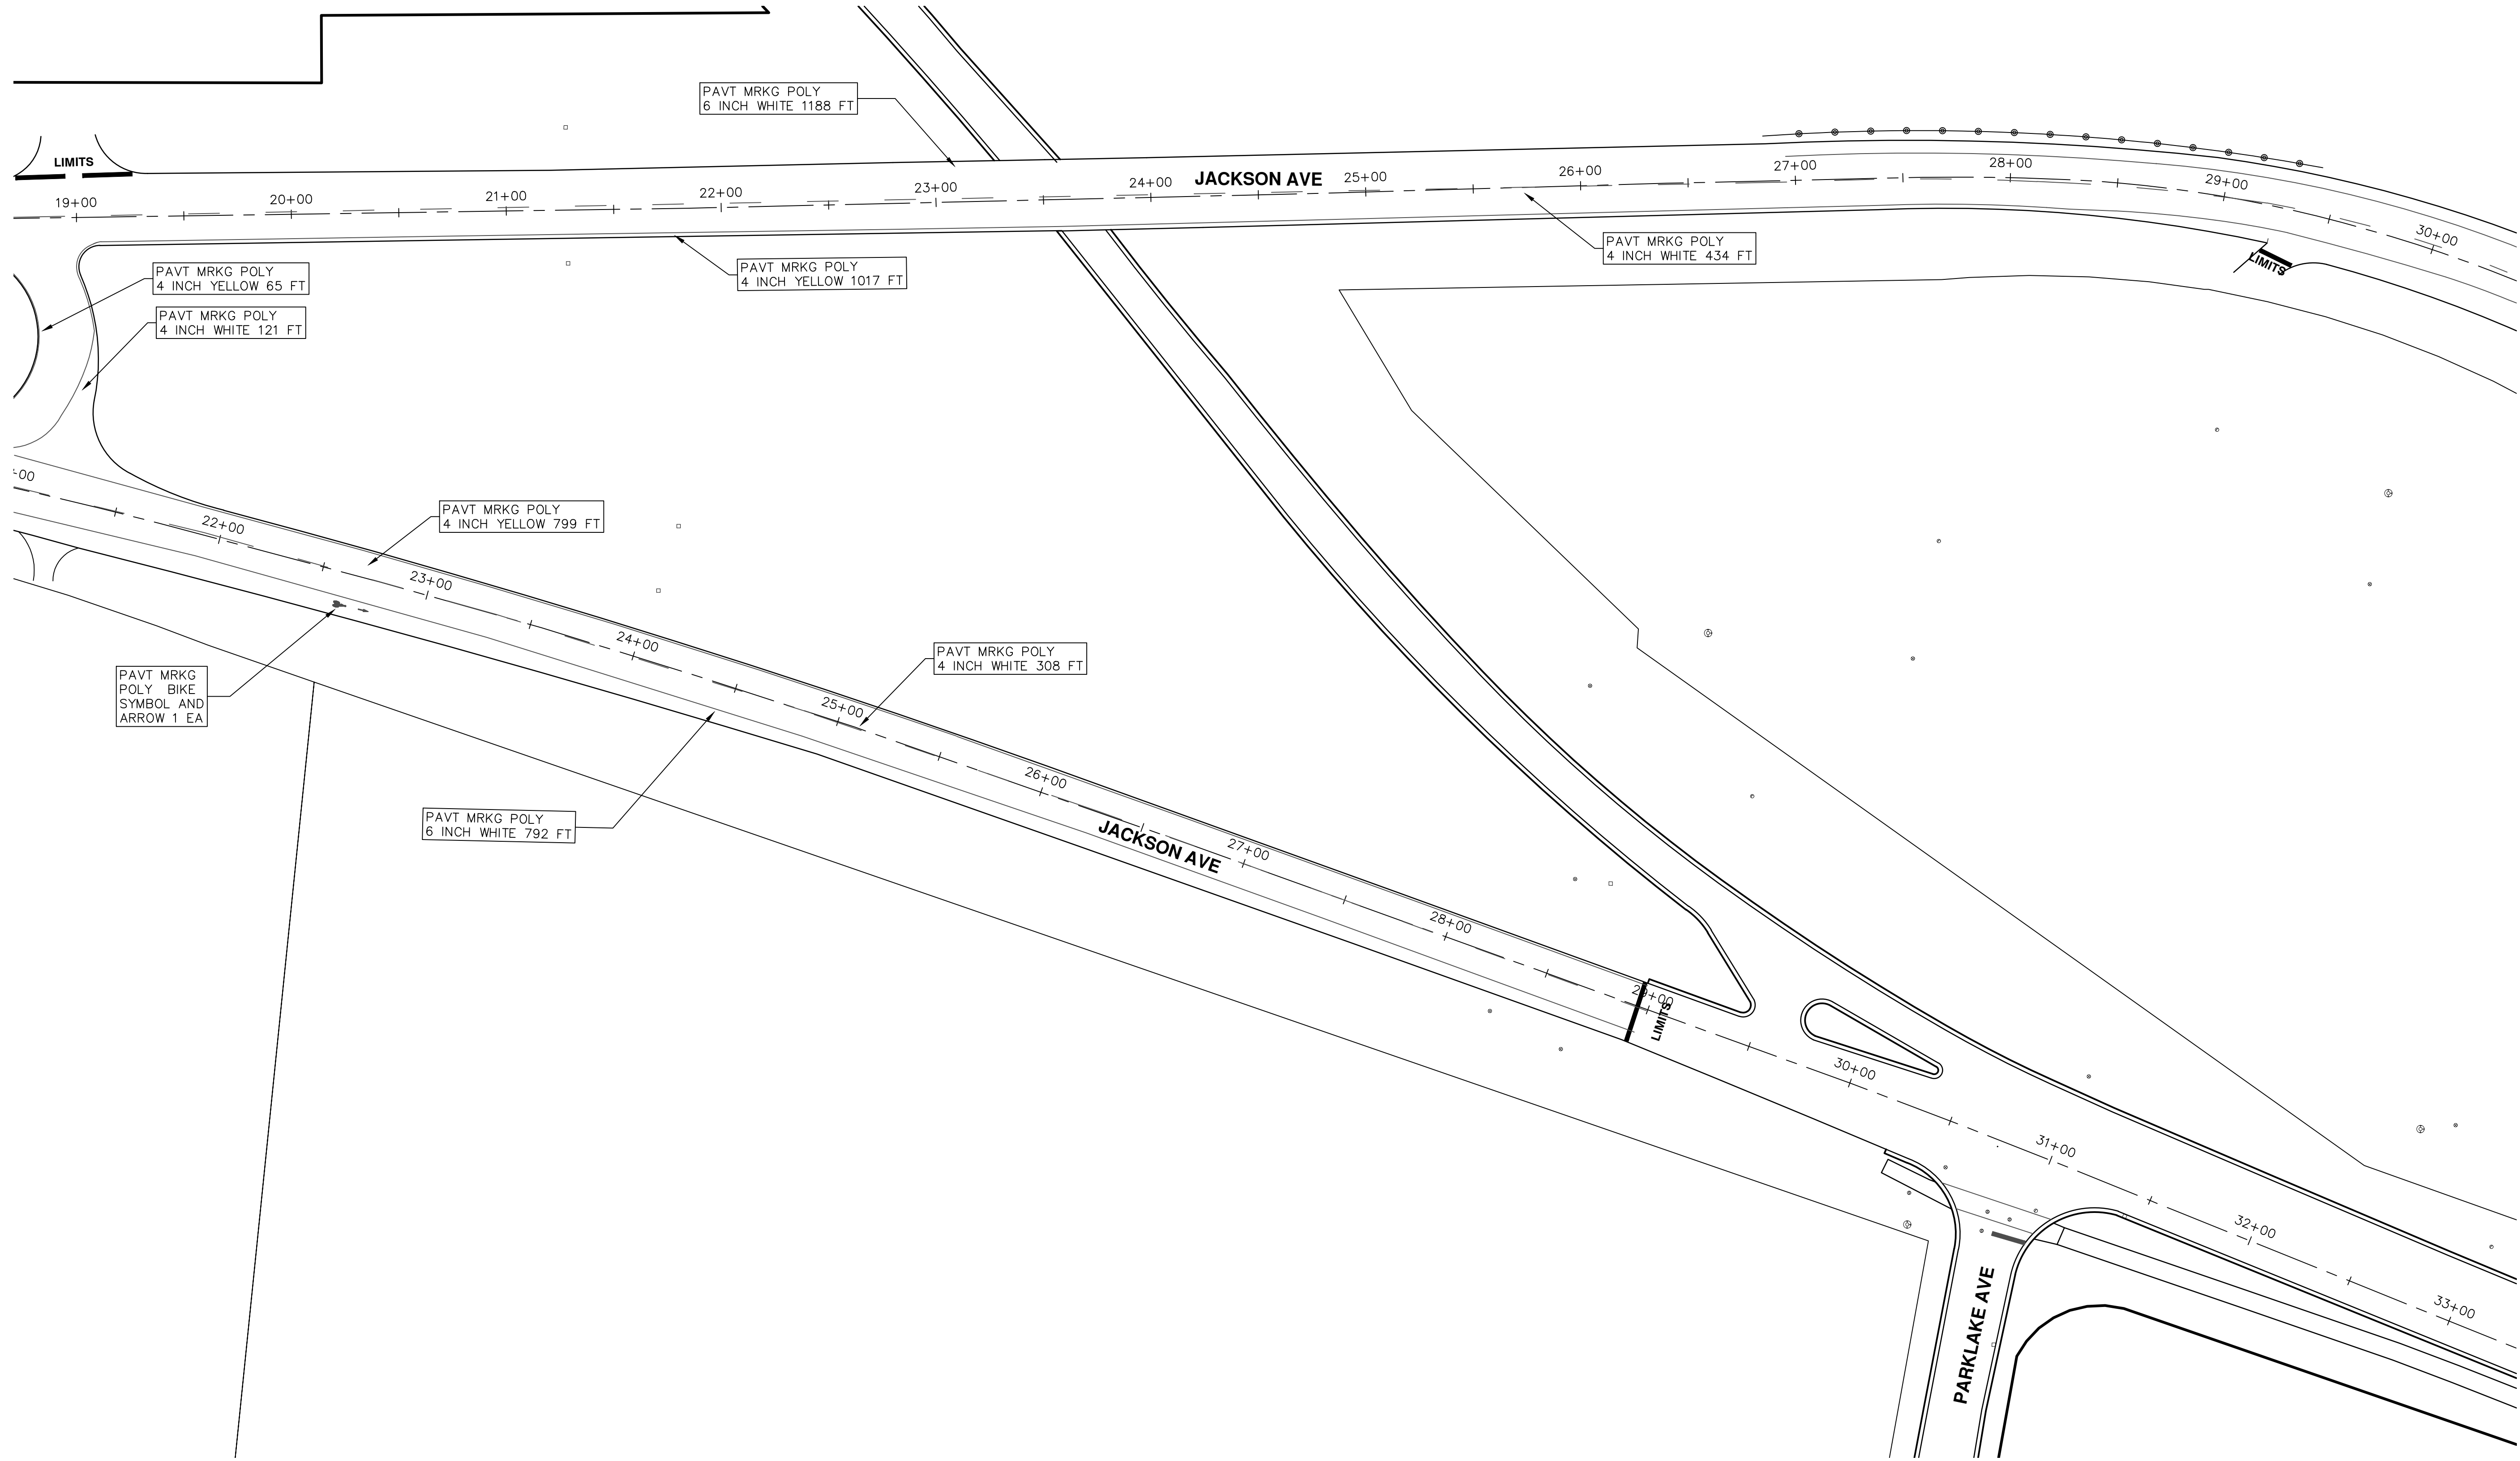 PAVT MRKG POLY
6 INCH WHITE 1188 FT
LIMITS
19+00
20+00
21+00
22+00
23+00
24+00
JACKSON AVE
25+00
26+00
27+00
28+00
29+00
30+00
PAVT MRKG POLY
4 INCH YELLOW 65 FT
PAVT MRKG POLY
4 INCH WHITE 121 FT
PAVT MRKG POLY
4 INCH YELLOW 1017 FT
PAVT MRKG POLY
4 INCH WHITE 434 FT
LIMITS
+00
22+00
23+00
24+00
25+00
26+00
27+00
28+00
29+00
30+00
31+00
32+00
33+00
PAVT MRKG POLY
4 INCH YELLOW 799 FT
PAVT MRKG POLY
4 INCH WHITE 308 FT
PAVT MRKG
POLY BIKE
SYMBOL AND
ARROW 1 EA
PAVT MRKG POLY
6 INCH WHITE 792 FT
JACKSON AVE
LIMITS
PARKLAKE AVE